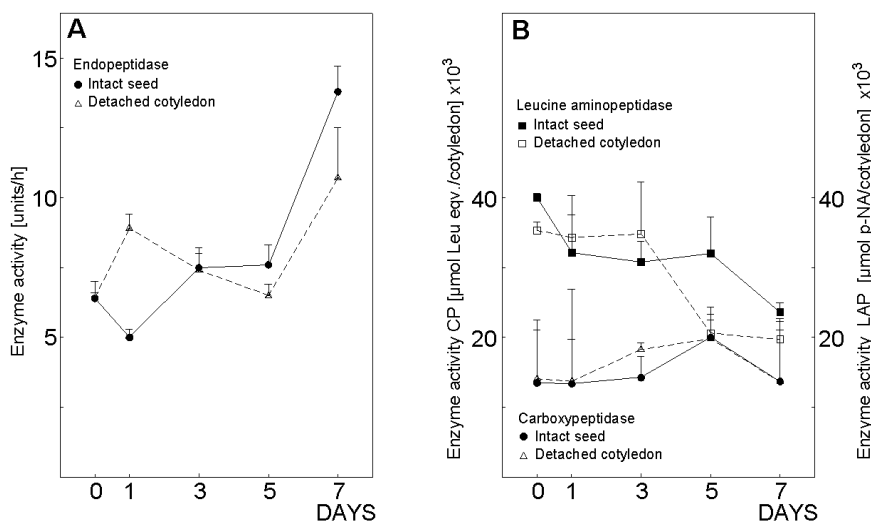 A
Endopeptidase
Intact seed
Detached cotyledon
Enzyme activity [units/h]
15
10
5
0 1 3 5 7
DAYS
B
Leucine aminopeptidase
Intact seed
Detached cotyledon
Enzyme activity CP [µmol Leu eqv./cotyledon] x10³
40
20
40
20
Enzyme activity LAP [µmol p-NA/cotyledon] x10³
Carboxypeptidase
Intact seed
Detached cotyledon
0 1 3 5 7
DAYS